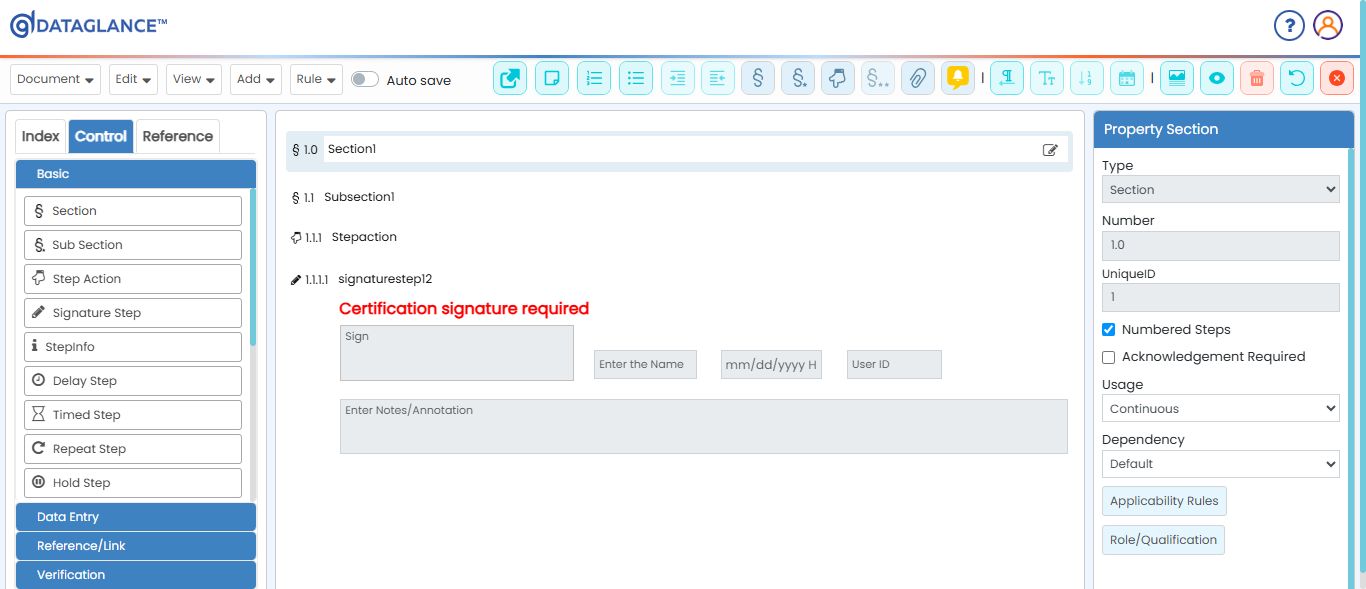 DATAGLANCE™
?
Document Edit View Add Rule Auto save
Index Control Reference
Basic
§ Section
Sub Section
Step Action
Signature Step
StepInfo
Delay Step
Timed Step
Repeat Step
Hold Step
Data Entry
Reference/Link
Verification
§ 1.0 Section1
§ 1.1 Subsection1
1.1.1 Stepaction
1.1.1.1 signaturestep12
Certification signature required
Sign
Enter the Name mm/dd/yyyy H User ID
Enter Notes/Annotation
Property Section
Type
Section
Number
1.0
UniqueID
1
Numbered Steps
Acknowledgement Required
Usage
Continuous
Dependency
Default
Applicability Rules
Role/Qualification